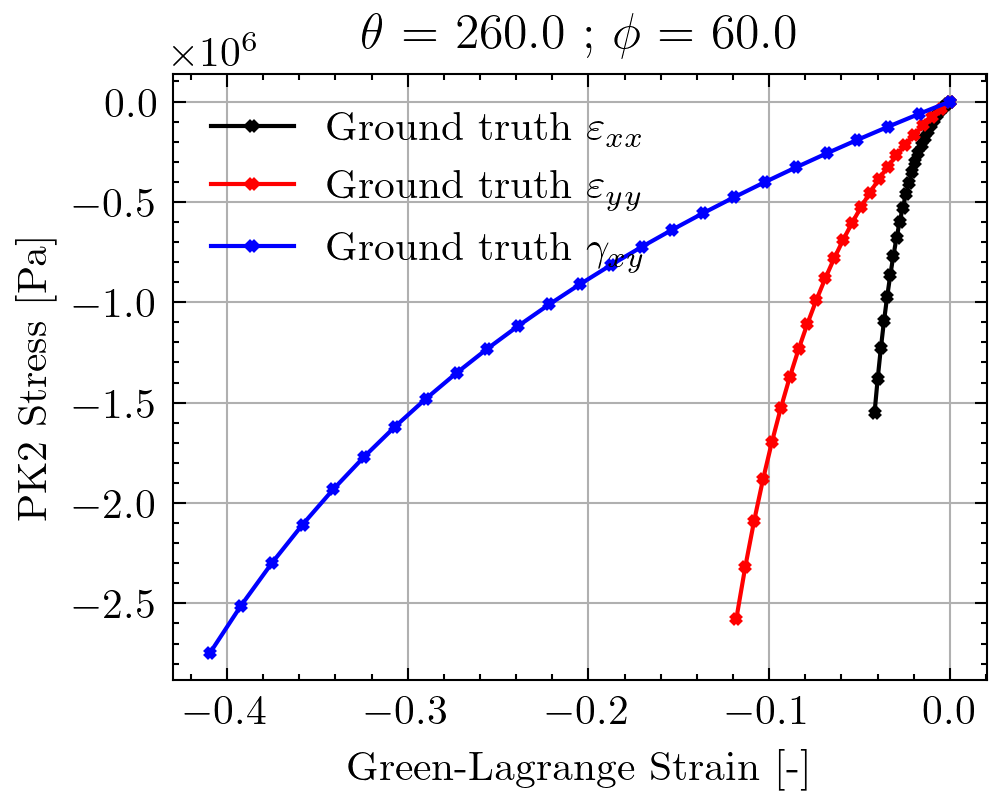 θ = 260.0 ; ϕ = 60.0
×10⁶
0.0
−0.5
−1.0
−1.5
−2.0
−2.5
PK2 Stress [Pa]
Ground truth ε_xx
Ground truth ε_yy
Ground truth γ_xy
−0.4 −0.3 −0.2 −0.1 0.0
Green-Lagrange Strain [-]